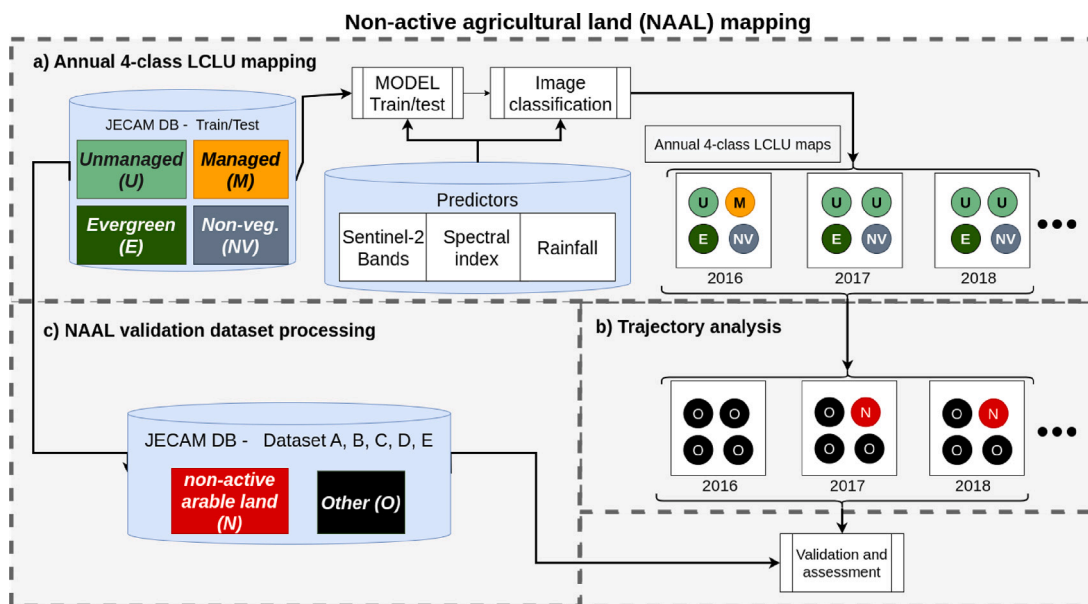 Non-active agricultural land (NAAL) mapping
a) Annual 4-class LCLU mapping
JECAM DB - Train/Test
Unmanaged
(U)
Managed
(M)
Evergreen
(E)
Non-veg.
(NV)
MODEL
Train/test
Image
classification
Predictors
Sentinel-2
Bands
Spectral
index
Rainfall
Annual 4-class LCLU maps
U M
E NV
2016
U U
E NV
2017
U U
E NV
2018
•••
b) Trajectory analysis
O O
O O
2016
O N
O O
2017
O N
O O
2018
•••
c) NAAL validation dataset processing
JECAM DB - Dataset A, B, C, D, E
non-active
arable land
(N)
Other (O)
Validation and
assessment